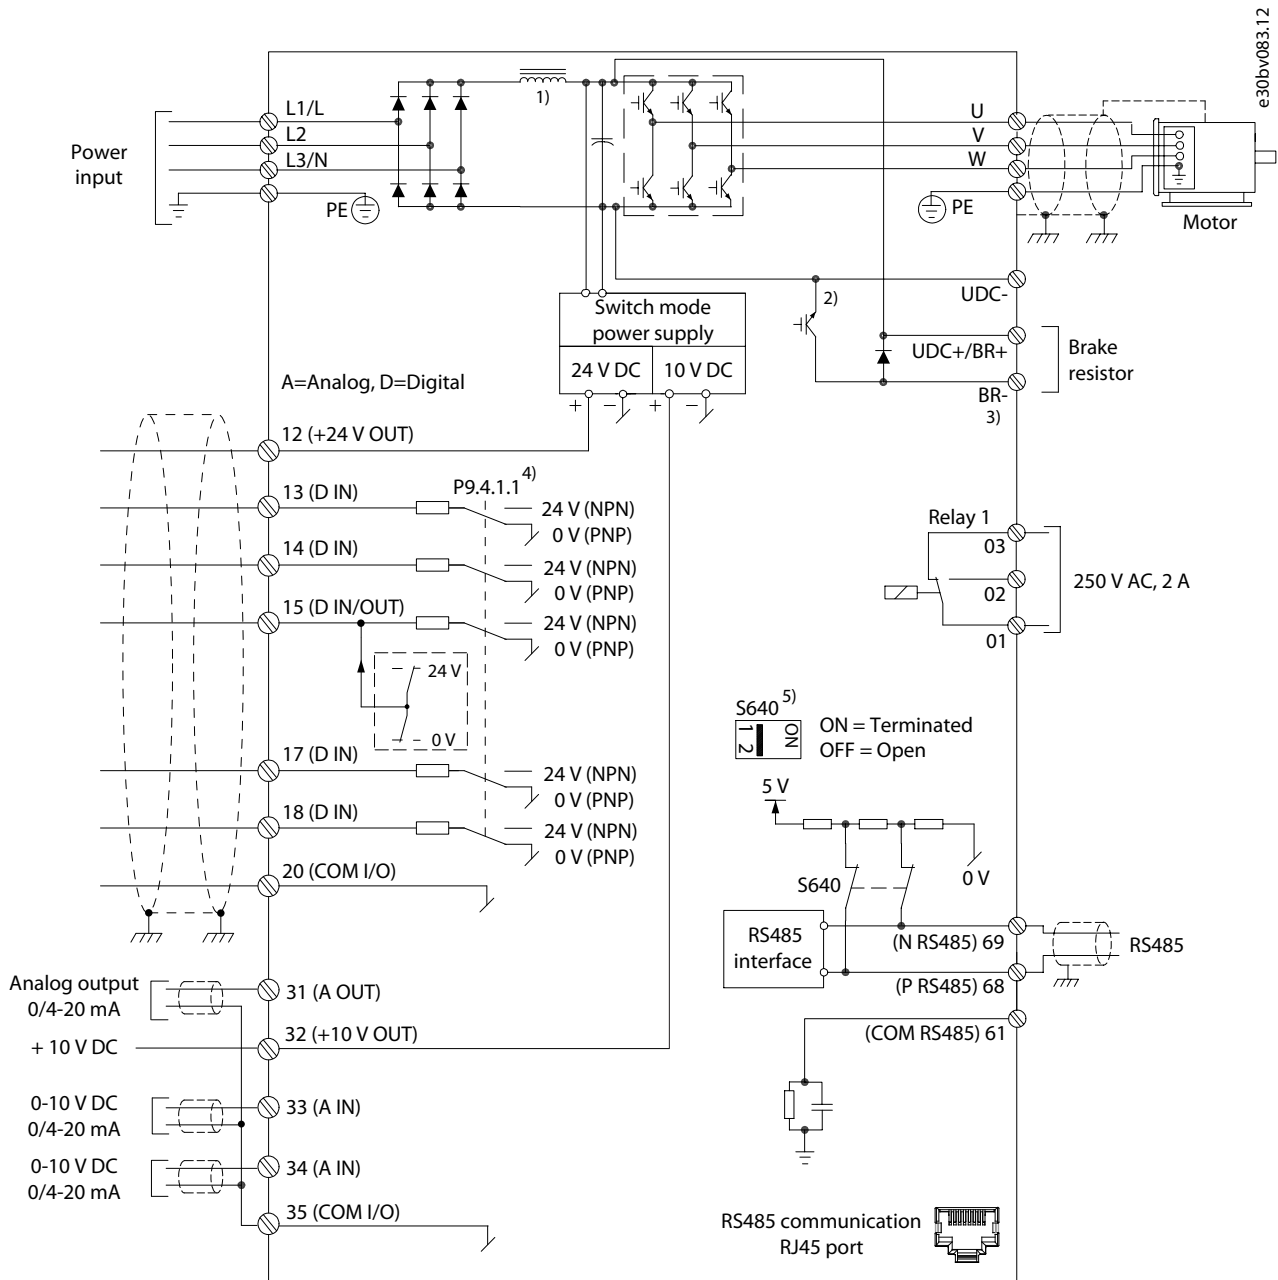 e30bv083.12
L1/L
L2
L3/N
Power
input
PE
1)
U
V
W
PE
Motor
Switch mode
power supply
24 V DC
10 V DC
+
−
+
−
2)
UDC-
UDC+/BR+
BR-
3)
Brake
resistor
A=Analog, D=Digital
12 (+24 V OUT)
13 (D IN)
P9.4.1.1 4)
24 V (NPN)
0 V (PNP)
14 (D IN)
24 V (NPN)
0 V (PNP)
15 (D IN/OUT)
24 V (NPN)
0 V (PNP)
24 V
0 V
17 (D IN)
24 V (NPN)
0 V (PNP)
18 (D IN)
24 V (NPN)
0 V (PNP)
20 (COM I/O)
Relay 1
03
02
01
250 V AC, 2 A
S640 5)
1 2
ON
ON = Terminated
OFF = Open
5 V
0 V
S640
RS485
interface
(N RS485) 69
(P RS485) 68
RS485
(COM RS485) 61
Analog output
0/4-20 mA
31 (A OUT)
+ 10 V DC
32 (+10 V OUT)
0-10 V DC
0/4-20 mA
33 (A IN)
0-10 V DC
0/4-20 mA
34 (A IN)
35 (COM I/O)
RS485 communication
RJ45 port